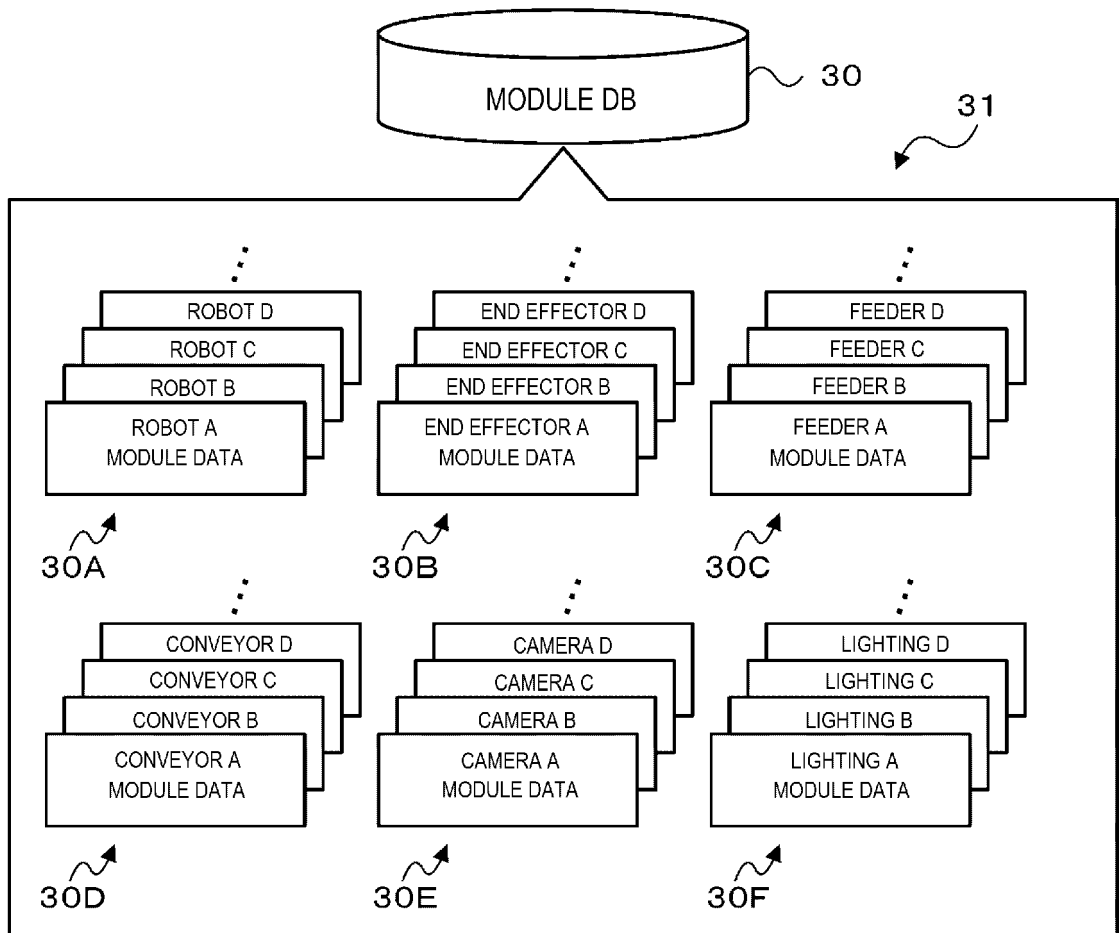 MODULE DB
30
31
ROBOT D
ROBOT C
ROBOT B
ROBOT A
MODULE DATA
30A
END EFFECTOR D
END EFFECTOR C
END EFFECTOR B
END EFFECTOR A
MODULE DATA
30B
FEEDER D
FEEDER C
FEEDER B
FEEDER A
MODULE DATA
30C
CONVEYOR D
CONVEYOR C
CONVEYOR B
CONVEYOR A
MODULE DATA
30D
CAMERA D
CAMERA C
CAMERA B
CAMERA A
MODULE DATA
30E
LIGHTING D
LIGHTING C
LIGHTING B
LIGHTING A
MODULE DATA
30F